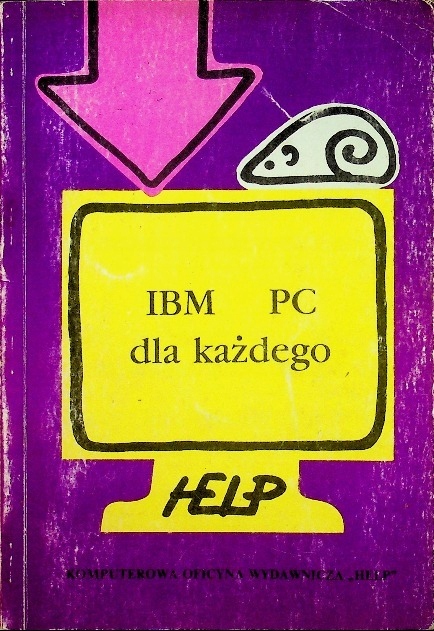 IBM PC
dla każdego
HELP
KOMPUTEROWA OFICYNA WYDAWNICZA „HELP”